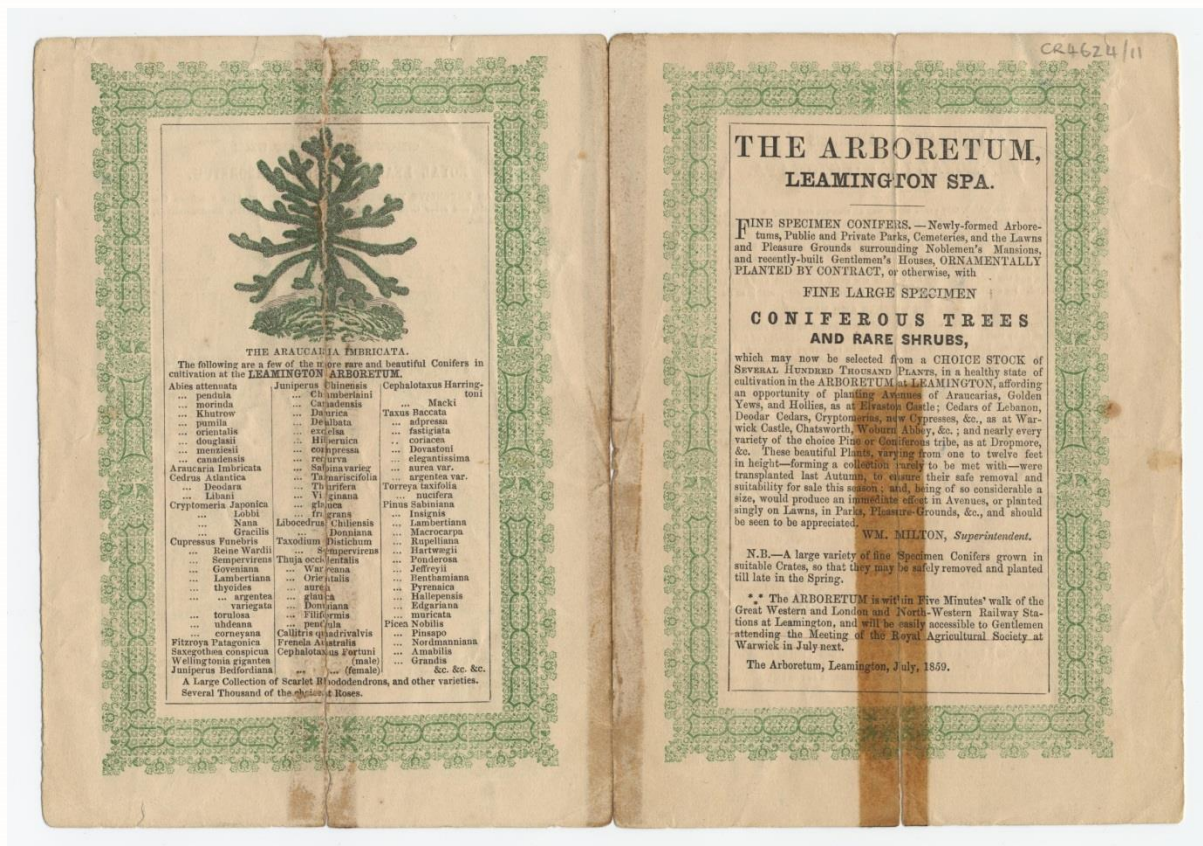 CR4624/11
THE ARAUCARIA IMBRICATA.
The following are a few of the more rare and beautiful Conifers in
cultivation at the LEAMINGTON ARBORETUM.
Abies attenuata
... pendula
... morinda
... Khutrow
... pumila
... orientalis
... douglasii
... menziesii
... canadensis
Araucaria Imbricata
Cedrus Atlantica
... Deodara
... Libani
Cryptomeria Japonica
... Lobbi
... Nana
... Gracilis
Cupressus Funebris
... Reine Wardii
... Sempervirens
... Goveniana
... Lambertiana
... thyoides
... ... argentea
variegata
... torulosa
... uhdeana
... corneyana
Fitzroya Patagonica
Saxegothœa conspicua
Wellingtonia gigantea
Juniperus Bedfordiana
Juniperus Chinensis
... Chamberlaini
... Canadensis
... Daurica
... Dealbata
... excelsa
... Hibernica
... compressa
... recurva
... Sabinavarieg
... Tamariscifolia
... Thurifera
... Virginana
... glauca
... fragrans
Libocedrus Chiliensis
... Donniana
Taxodium Distichum
... Sempervirens
Thuja occidentalis
... Wareana
... Orientalis
... aurea
... glauca
... Donniana
... Filiformis
... pendula
Callitris quadrivalvis
Frenela Australis
Cephalotaxus Fortuni
(male)
... ... (female)
Cephalotaxus Harring-
toni
... Macki
Taxus Baccata
... adpressa
... fastigiata
... coriacea
... Dovastoni
... elegantissima
... aurea var.
... argentea var.
Torreya taxifolia
... nucifera
Pinus Sabiniana
... Insignis
... Lambertiana
... Macrocarpa
... Rupelliana
... Hartwægii
... Ponderosa
... Jeffreyii
... Benthamiana
... Pyrenaica
... Hallepensis
... Edgariana
... muricata
Picea Nobilis
... Pinsapo
... Nordmanniana
... Amabilis
... Grandis
&c. &c. &c.
A Large Collection of Scarlet Rhododendrons, and other varieties.
Several Thousand of the choicest Roses.
THE ARBORETUM,
LEAMINGTON SPA.
FINE SPECIMEN CONIFERS.—Newly-formed Arbore-
tums, Public and Private Parks, Cemeteries, and the Lawns
and Pleasure Grounds surrounding Noblemen's Mansions,
and recently-built Gentlemen's Houses, ORNAMENTALLY
PLANTED BY CONTRACT, or otherwise, with
FINE LARGE SPECIMEN
CONIFEROUS TREES
AND RARE SHRUBS,
which may now be selected from a CHOICE STOCK of
SEVERAL HUNDRED THOUSAND PLANTS, in a healthy state of
cultivation in the ARBORETUM at LEAMINGTON, affording
an opportunity of planting Avenues of Araucarias, Golden
Yews, and Hollies, as at Elvaston Castle; Cedars of Lebanon,
Deodar Cedars, Cryptomerias, new Cypresses, &c., as at War-
wick Castle, Chatsworth, Woburn Abbey, &c.; and nearly every
variety of the choice Pine or Coniferous tribe, as at Dropmore,
&c. These beautiful Plants, varying from one to twelve feet
in height—forming a collection rarely to be met with—were
transplanted last Autumn, to ensure their safe removal and
suitability for sale this season; and, being of so considerable a
size, would produce an immediate effect in Avenues, or planted
singly on Lawns, in Parks, Pleasure-Grounds, &c., and should
be seen to be appreciated.
WM. MILTON, Superintendent.
N.B.—A large variety of fine Specimen Conifers grown in
suitable Crates, so that they may be safely removed and planted
till late in the Spring.
*⁎* The ARBORETUM is within Five Minutes' walk of the
Great Western and London and North-Western Railway Sta-
tions at Leamington, and will be easily accessible to Gentlemen
attending the Meeting of the Royal Agricultural Society at
Warwick in July next.
The Arboretum, Leamington, July, 1859.